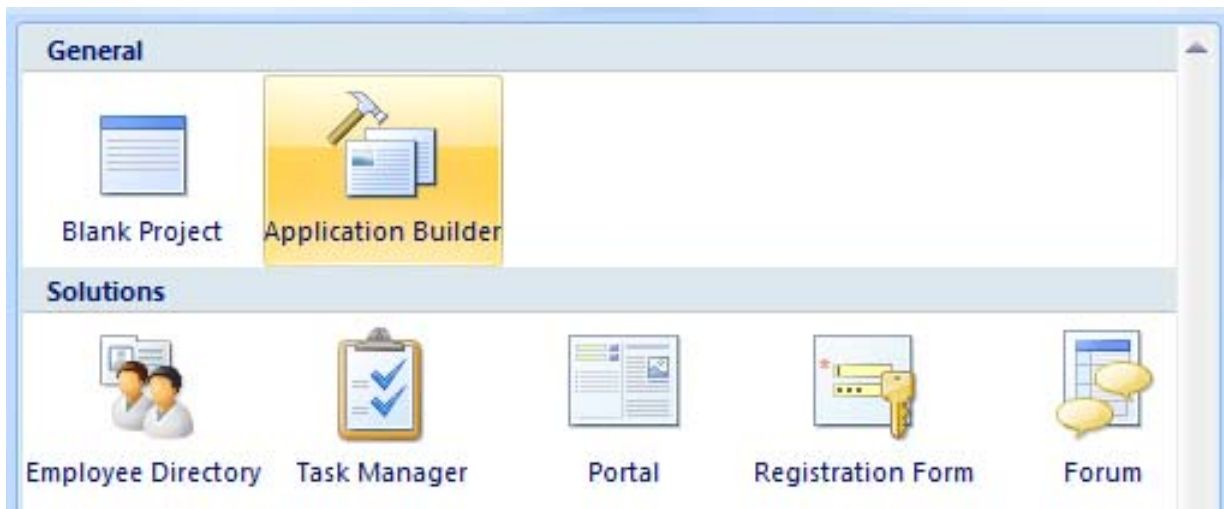 General
Blank Project Application Builder
Solutions
Employee Directory Task Manager Portal Registration Form Forum